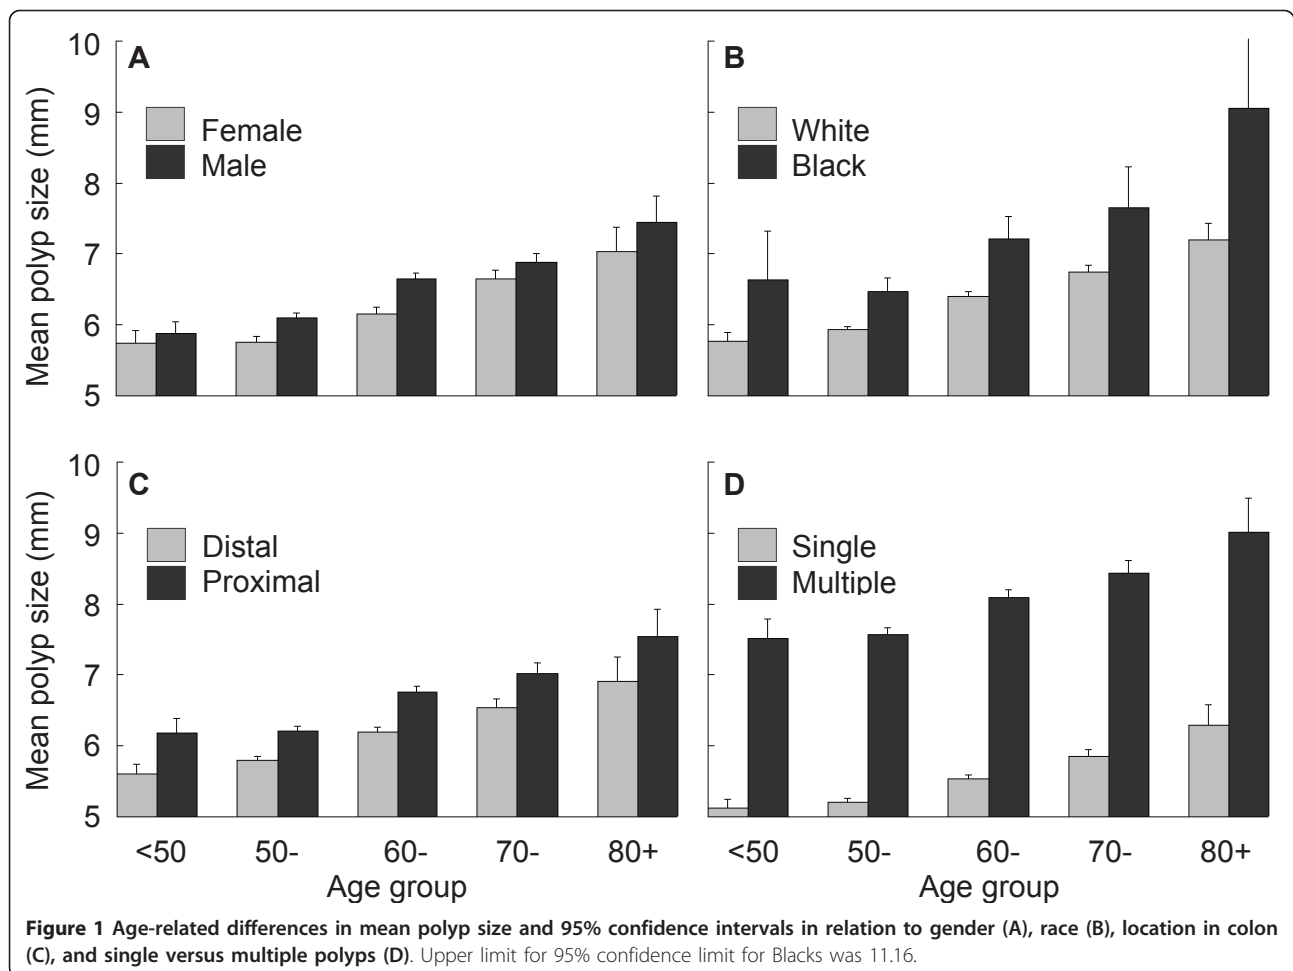 A
10
9
8
7
6
5
Mean polyp size (mm)
Female
Male
B
White
Black
C
10
9
8
7
6
5
Mean polyp size (mm)
Distal
Proximal
<50 50- 60- 70- 80+
Age group
D
Single
Multiple
<50 50- 60- 70- 80+
Age group
Figure 1 Age-related differences in mean polyp size and 95% confidence intervals in relation to gender (A), race (B), location in colon
(C), and single versus multiple polyps (D). Upper limit for 95% confidence limit for Blacks was 11.16.